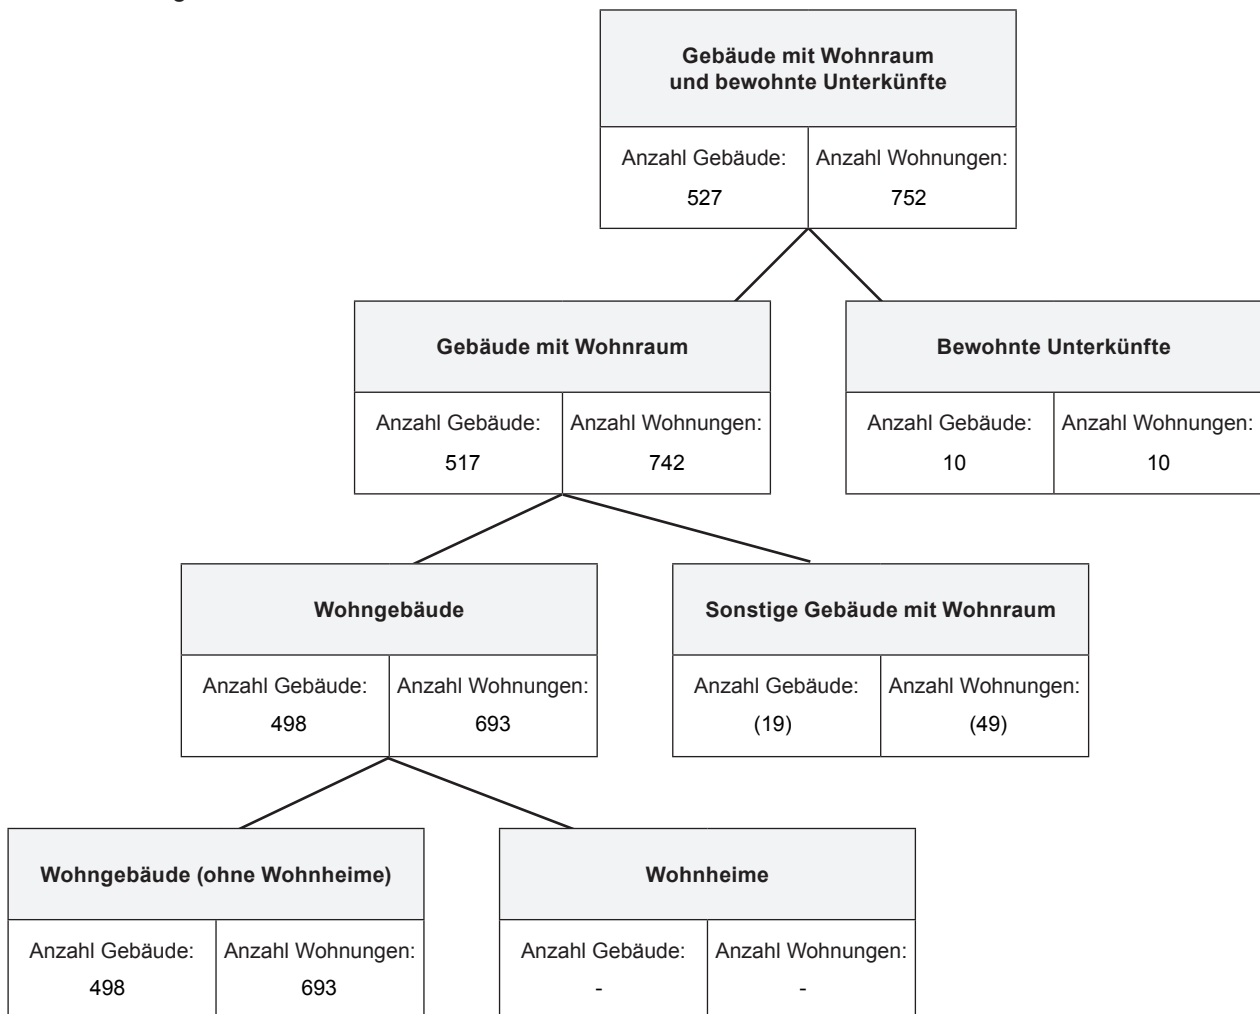 Gebäude mit Wohnraum
und bewohnte Unterkünfte
Anzahl Gebäude: Anzahl Wohnungen:
527 752
Gebäude mit Wohnraum
Anzahl Gebäude: Anzahl Wohnungen:
517 742
Bewohnte Unterkünfte
Anzahl Gebäude: Anzahl Wohnungen:
10 10
Wohngebäude
Anzahl Gebäude: Anzahl Wohnungen:
498 693
Sonstige Gebäude mit Wohnraum
Anzahl Gebäude: Anzahl Wohnungen:
(19) (49)
Wohngebäude (ohne Wohnheime)
Anzahl Gebäude: Anzahl Wohnungen:
498 693
Wohnheime
Anzahl Gebäude: Anzahl Wohnungen:
- -